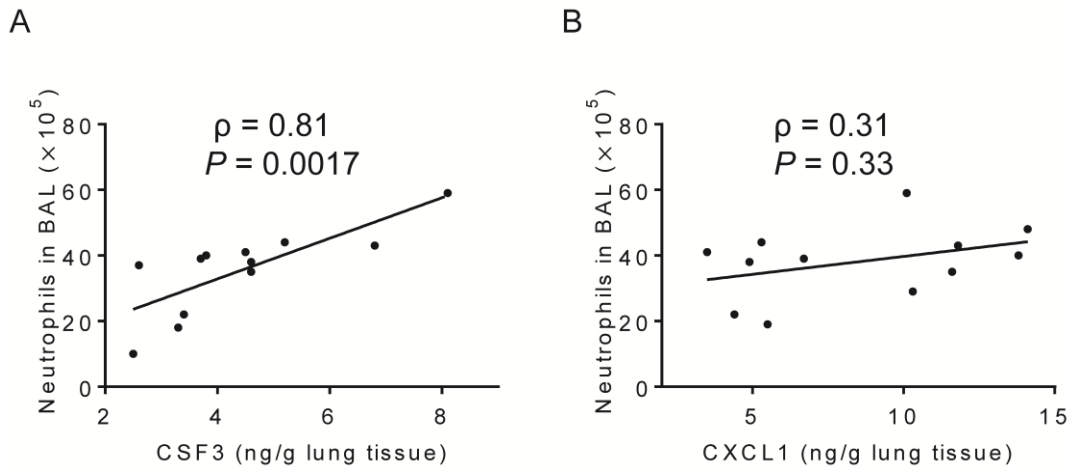 A
ρ = 0.81
P = 0.0017
Neutrophils in BAL (×10⁵)
80
60
40
20
0
2
4
6
8
CSF3 (ng/g lung tissue)
B
ρ = 0.31
P = 0.33
Neutrophils in BAL (×10⁵)
80
60
40
20
0
5
10
15
CXCL1 (ng/g lung tissue)